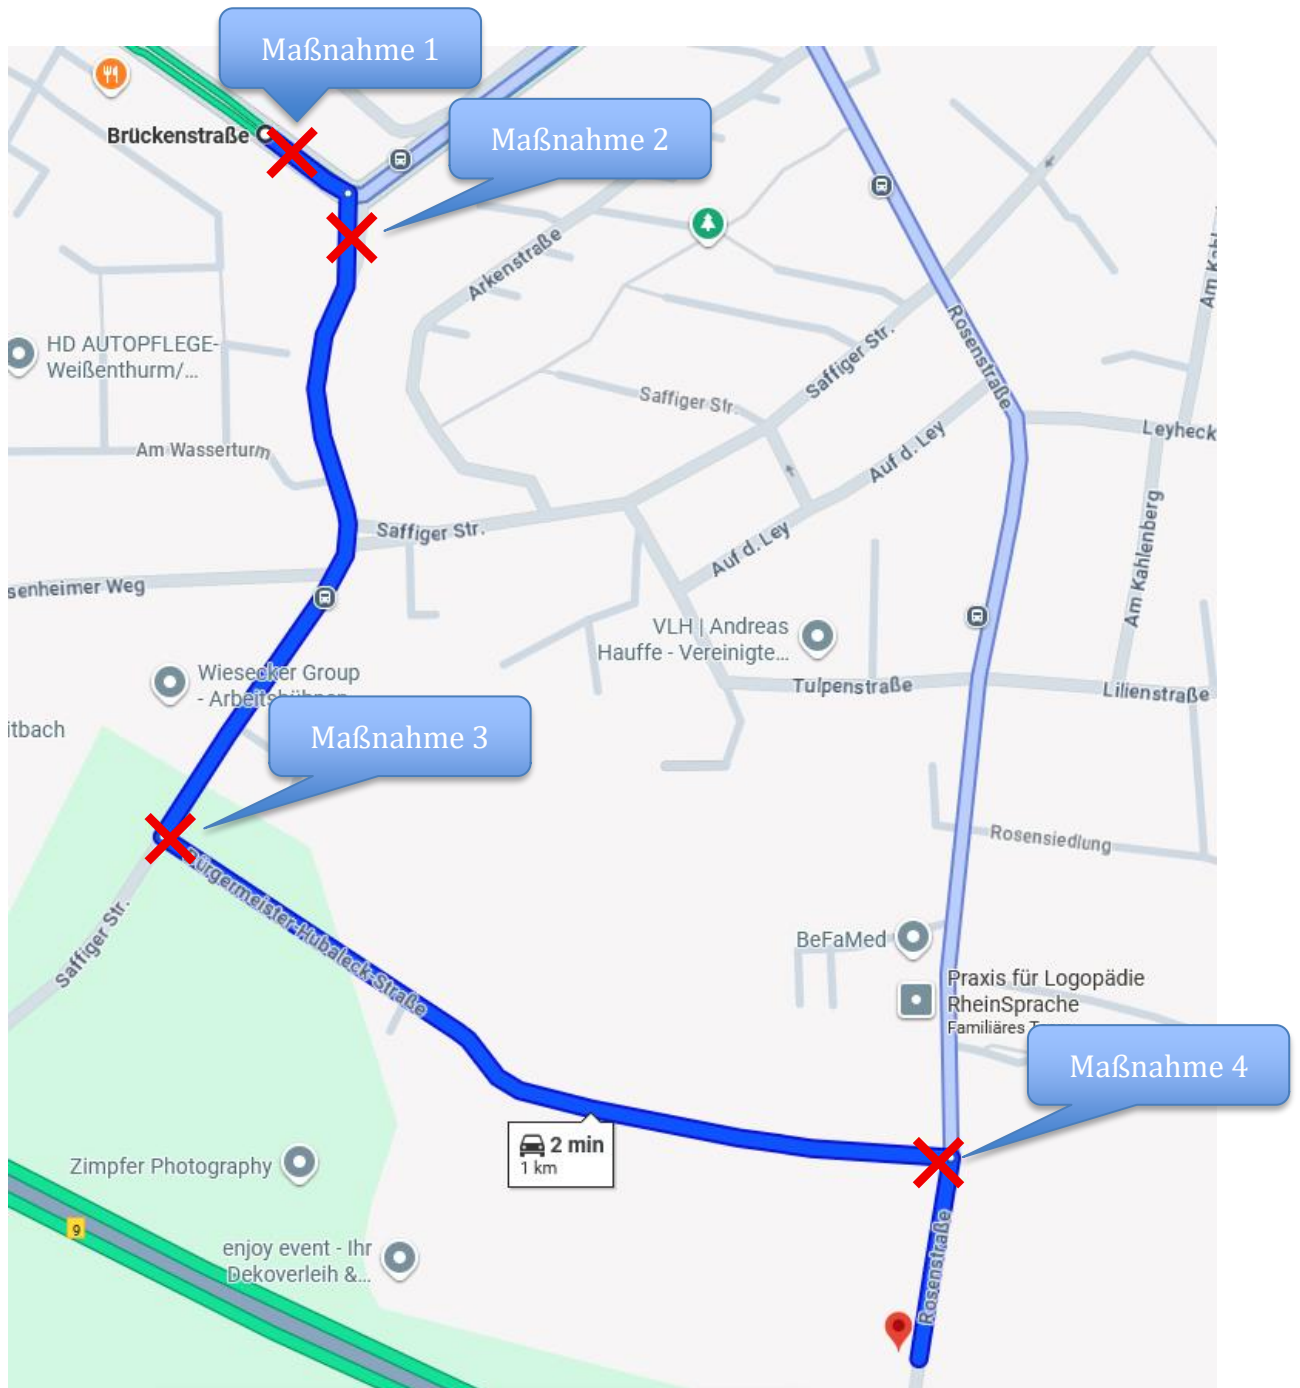 Maßnahme 1
Brückenstraße
Maßnahme 2
Arkenstraße
Am Kahl
HD AUTOPFLEGE-
Weißenthurm/...
Rosenstraße
Saffiger Str.
Saffiger Str.
Leyheck
Am Wasserturm
Auf d. Ley
Saffiger Str.
Auf d. Ley
Am Kahlenberg
senheimer Weg
VLH | Andreas
Hauffe - Vereinigte...
Wiesecker Group
- Arbeitsbühnen
Tulpenstraße
Lilienstraße
itbach
Maßnahme 3
Rosensiedlung
Bürgermeister-Hubaleck-Straße
Saffiger Str.
BeFaMed
Praxis für Logopädie
RheinSprache
Familiäres
Maßnahme 4
2 min
1 km
Zimpfer Photography
9
enjoy event - Ihr
Dekoverleih &...
Rosenstraße